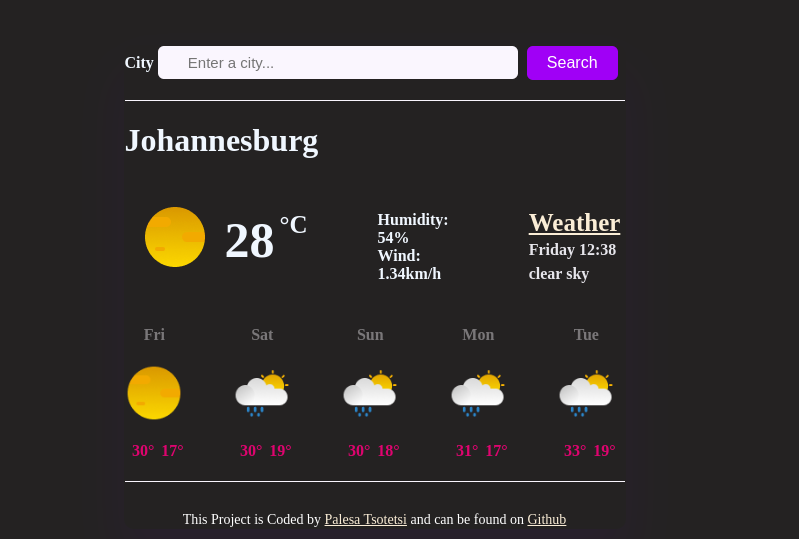 City Enter a city... Search
Johannesburg
28 °C
Humidity:
54%
Wind:
1.34km/h
Weather
Friday 12:38
clear sky
Fri Sat Sun Mon Tue
30° 17° 30° 19° 30° 18° 31° 17° 33° 19°
This Project is Coded by Palesa Tsotetsi and can be found on Github